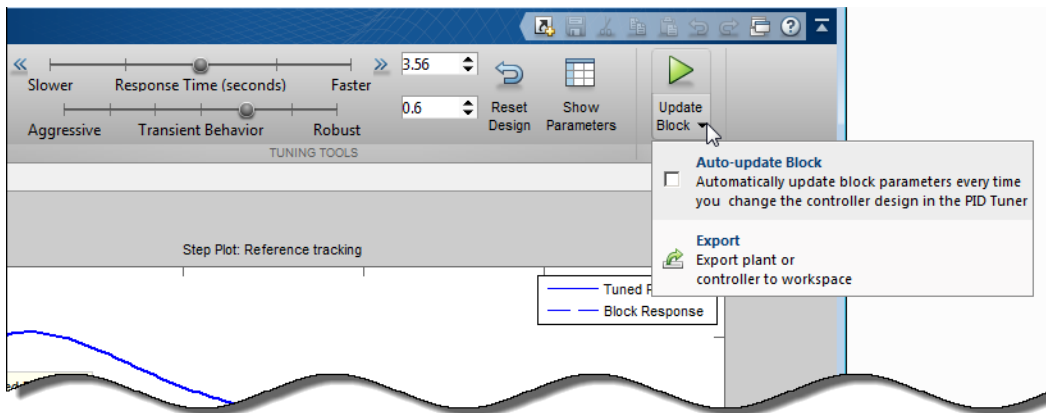 Slower
Response Time (seconds)
Faster
3.56
Aggressive
Transient Behavior
Robust
0.6
Reset
Design
Show
Parameters
Update
Block
TUNING TOOLS
Auto-update Block
Automatically update block parameters every time
you change the controller design in the PID Tuner
Export
Export plant or
controller to workspace
Step Plot: Reference tracking
Tuned
Block Response